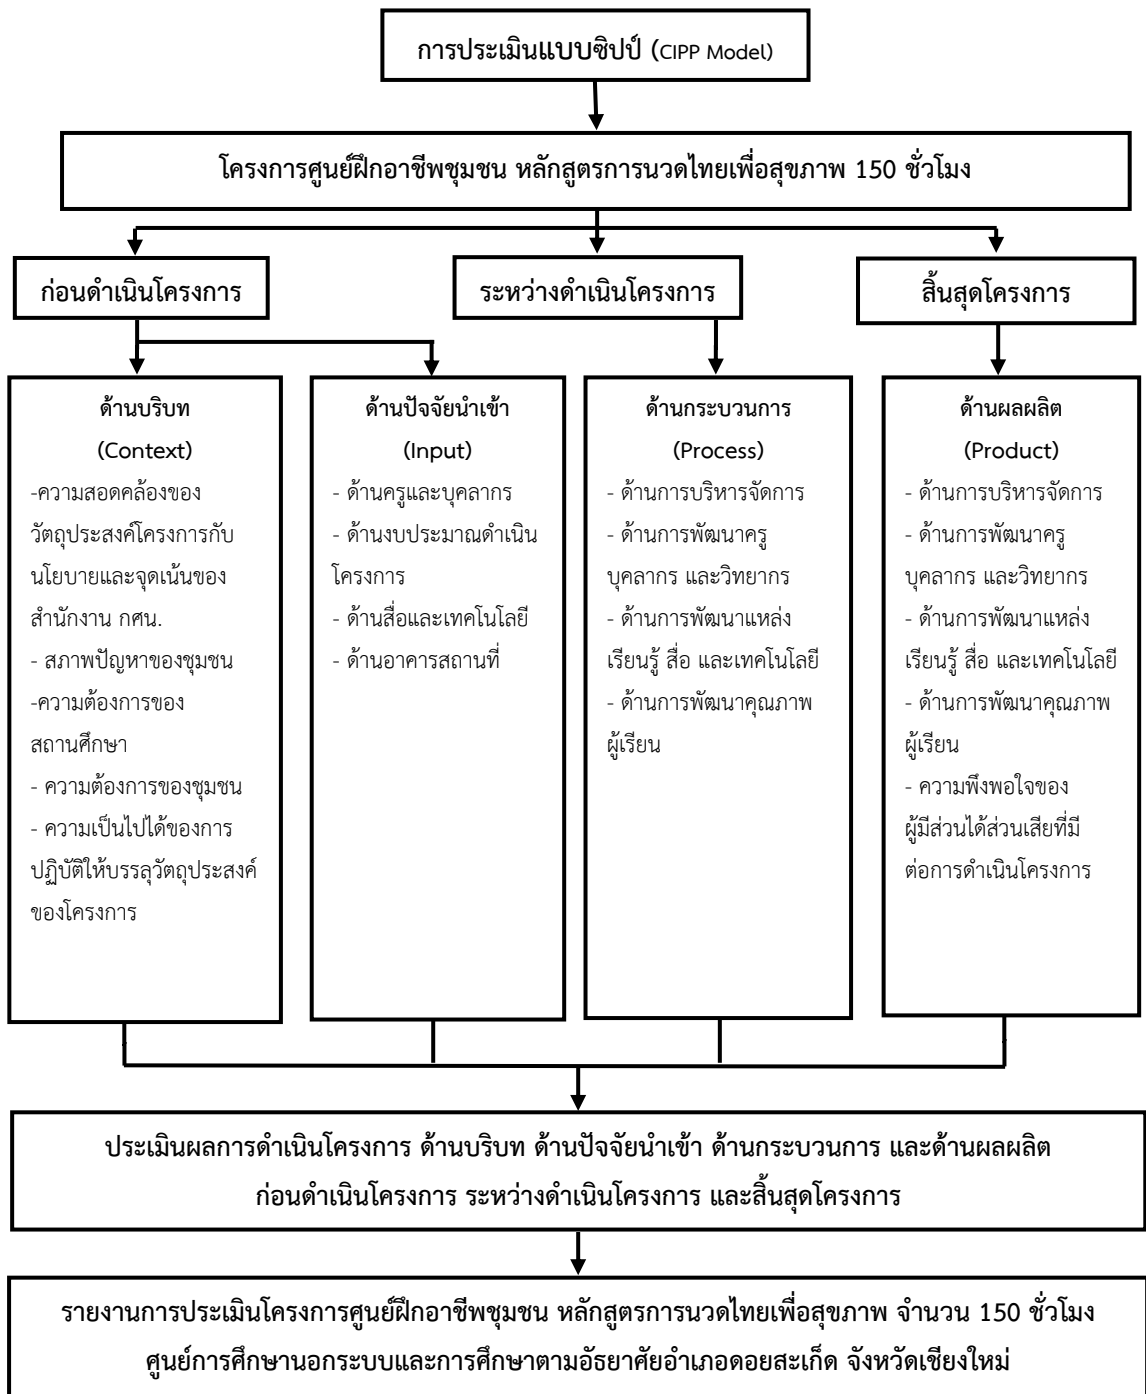 การประเมินแบบซิปป์ (CIPP Model)
โครงการศูนย์ฝึกอาชีพชุมชน หลักสูตรการนวดไทยเพื่อสุขภาพ 150 ชั่วโมง
ก่อนดำเนินโครงการ
ระหว่างดำเนินโครงการ
สิ้นสุดโครงการ
ด้านบริบท
(Context)
-ความสอดคล้องของ
วัตถุประสงค์โครงการกับ
นโยบายและจุดเน้นของ
สำนักงาน กศน.
- สภาพปัญหาของชุมชน
-ความต้องการของ
สถานศึกษา
- ความต้องการของชุมชน
- ความเป็นไปได้ของการ
ปฏิบัติให้บรรลุวัตถุประสงค์
ของโครงการ
ด้านปัจจัยนำเข้า
(Input)
- ด้านครูและบุคลากร
- ด้านงบประมาณดำเนิน
โครงการ
- ด้านสื่อและเทคโนโลยี
- ด้านอาคารสถานที่
ด้านกระบวนการ
(Process)
- ด้านการบริหารจัดการ
- ด้านการพัฒนาครู
บุคลากร และวิทยากร
- ด้านการพัฒนาแหล่ง
เรียนรู้ สื่อ และเทคโนโลยี
- ด้านการพัฒนาคุณภาพ
ผู้เรียน
ด้านผลผลิต
(Product)
- ด้านการบริหารจัดการ
- ด้านการพัฒนาครู
บุคลากร และวิทยากร
- ด้านการพัฒนาแหล่ง
เรียนรู้ สื่อ และเทคโนโลยี
- ด้านการพัฒนาคุณภาพ
ผู้เรียน
- ความพึงพอใจของ
ผู้มีส่วนได้ส่วนเสียที่มี
ต่อการดำเนินโครงการ
ประเมินผลการดำเนินโครงการ ด้านบริบท ด้านปัจจัยนำเข้า ด้านกระบวนการ และด้านผลผลิต
ก่อนดำเนินโครงการ ระหว่างดำเนินโครงการ และสิ้นสุดโครงการ
รายงานการประเมินโครงการศูนย์ฝึกอาชีพชุมชน หลักสูตรการนวดไทยเพื่อสุขภาพ จำนวน 150 ชั่วโมง
ศูนย์การศึกษานอกระบบและการศึกษาตามอัธยาศัยอำเภอดอยสะเก็ด จังหวัดเชียงใหม่